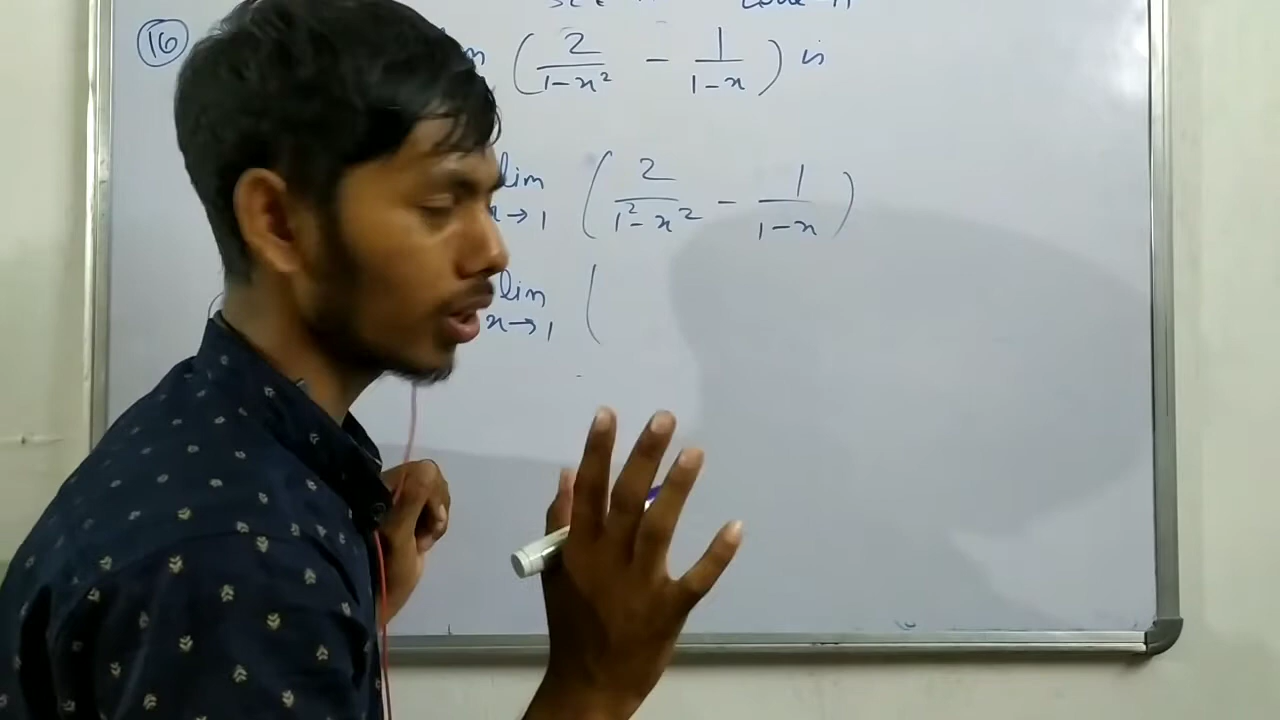 (16) ( 2/(1-x²) - 1/(1-x) ) is
lim x→1 ( 2/(1²-x²) - 1/(1-x) )
lim x→1 (